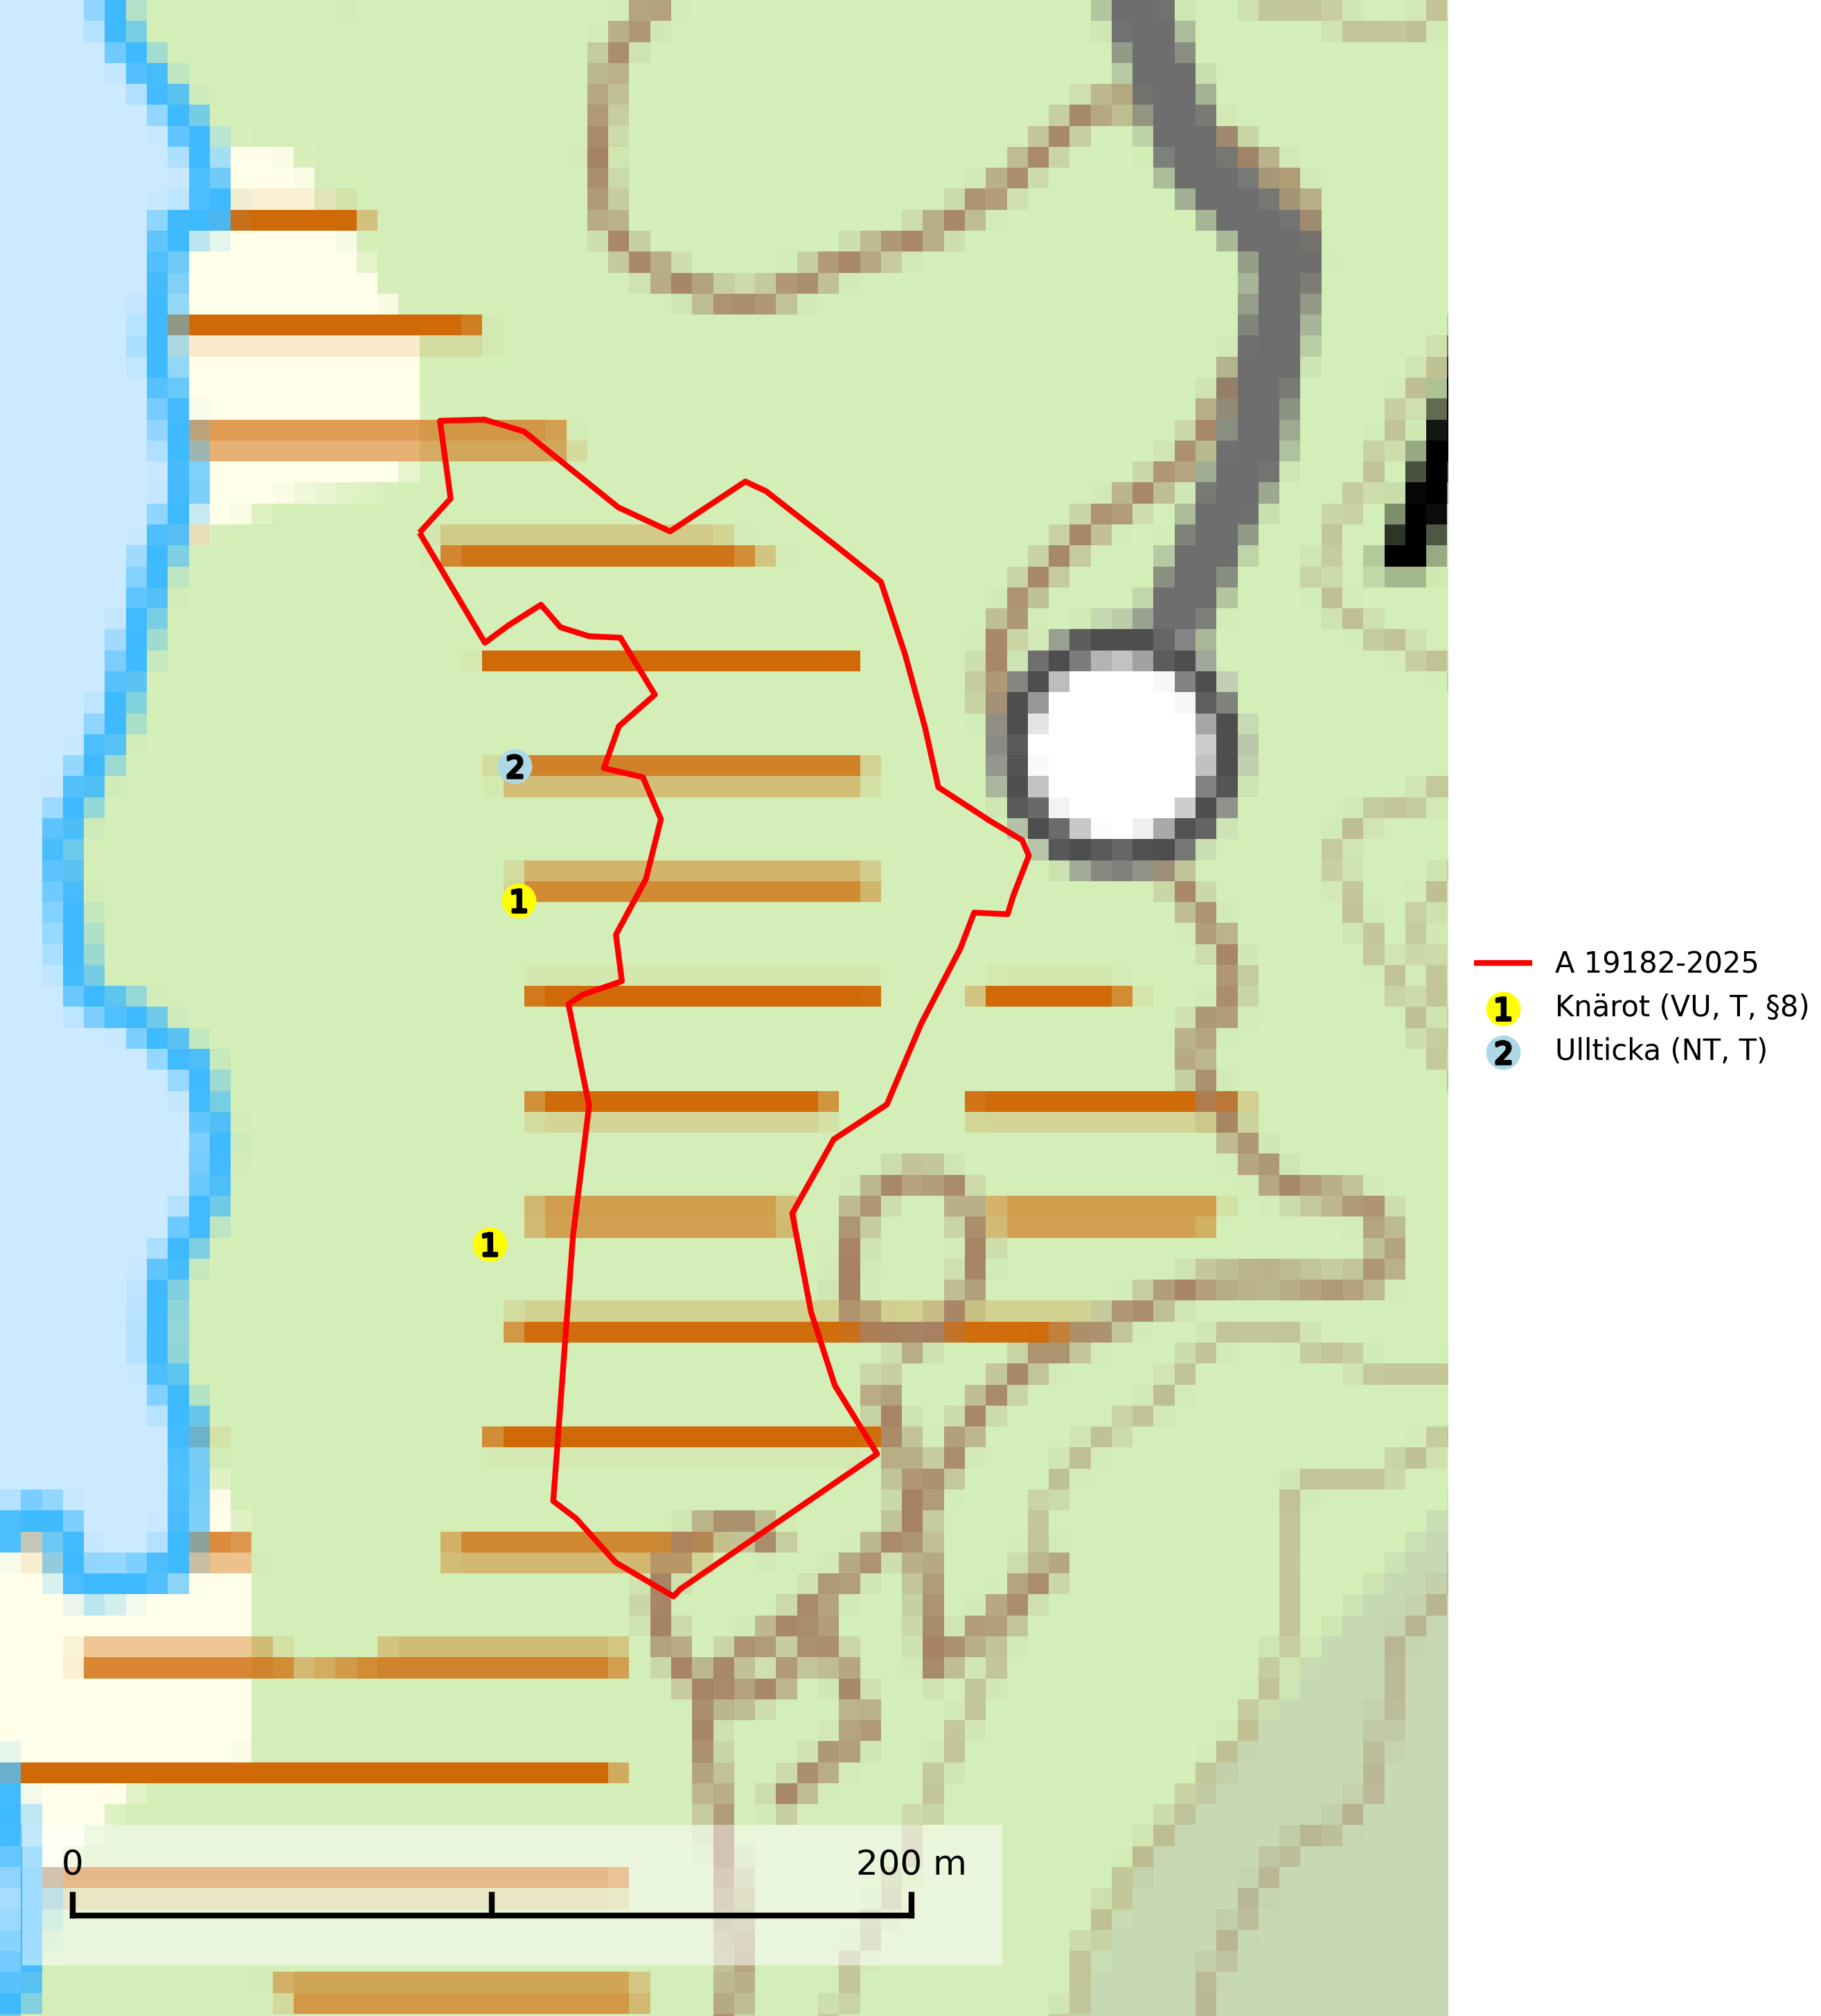 2
1
A 19182-2025
1 Knärot (VU, T, §8)
2 Ullticka (NT, T)
1
0 200 m